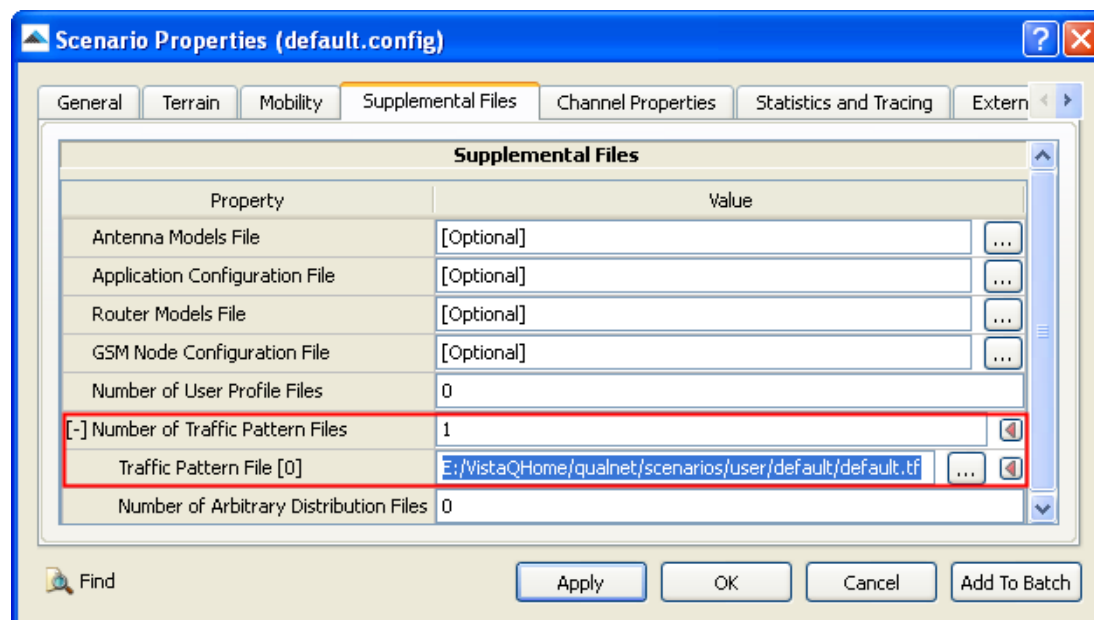 Scenario Properties (default.config)
General Terrain Mobility Supplemental Files Channel Properties Statistics and Tracing Extern
Supplemental Files
Property Value
Antenna Models File [Optional] ...
Application Configuration File [Optional] ...
Router Models File [Optional] ...
GSM Node Configuration File [Optional] ...
Number of User Profile Files 0
[-] Number of Traffic Pattern Files 1
Traffic Pattern File [0] E:/VistaQHome/qualnet/scenarios/user/default/default.tf ...
Number of Arbitrary Distribution Files 0
Find Apply OK Cancel Add To Batch